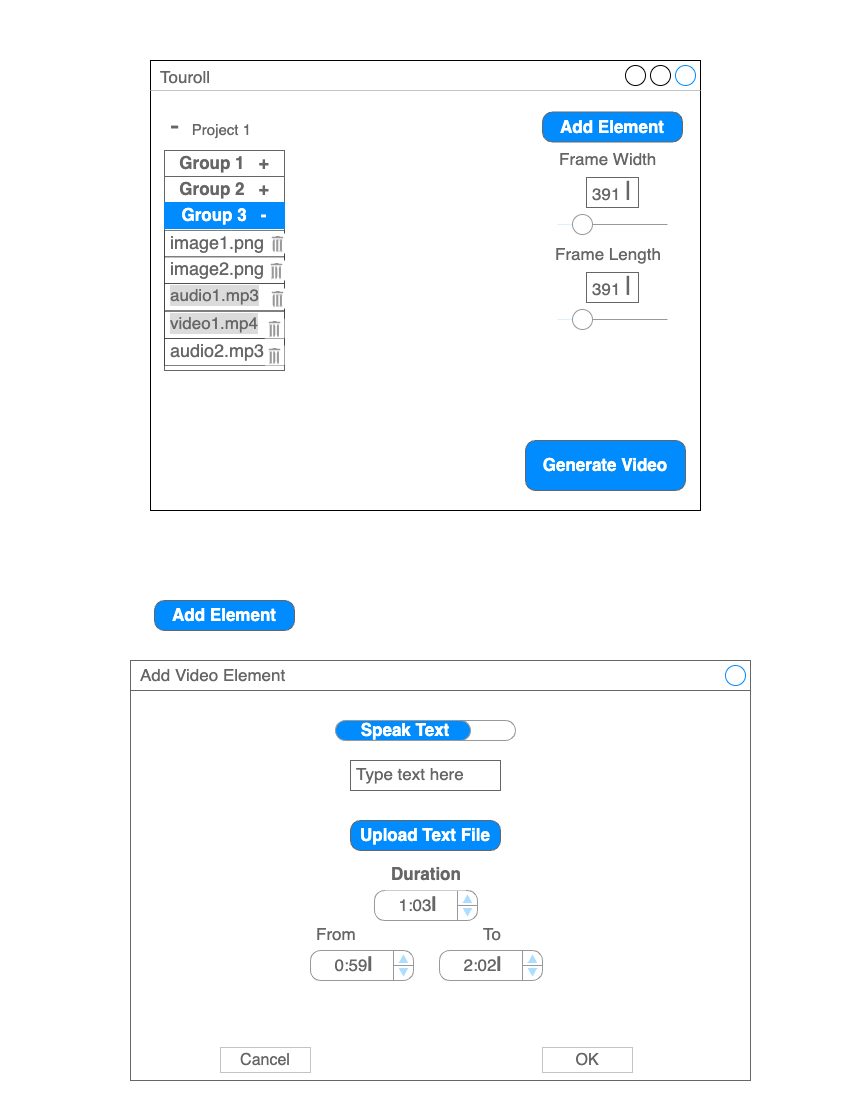 Touroll
- Project 1
Add Element
Group 1 +
Frame Width
Group 2 +
391
Group 3 -
image1.png
Frame Length
image2.png
391
audio1.mp3
video1.mp4
audio2.mp3
Generate Video
Add Element
Add Video Element
Speak Text
Type text here
Upload Text File
Duration
1:03
From To
0:59 2:02
Cancel OK